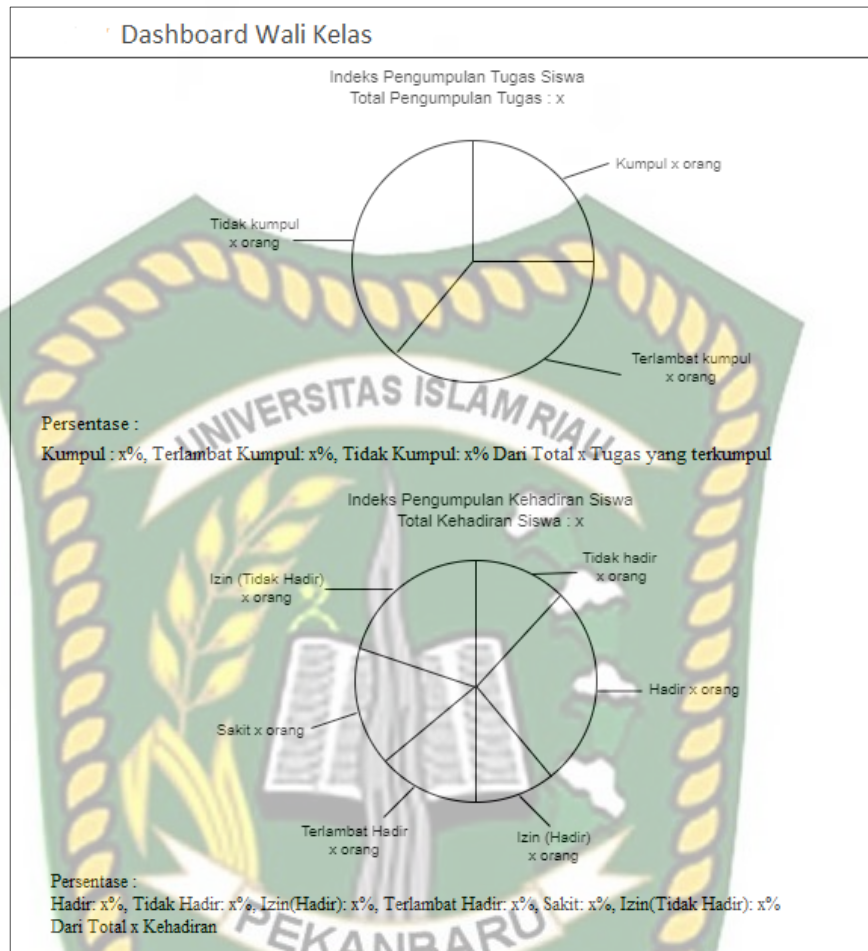 Dashboard Wali Kelas
Indeks Pengumpulan Tugas Siswa
Total Pengumpulan Tugas : x
Kumpul x orang
Tidak kumpul
x orang
Terlambat kumpul
x orang
UNIVERSITAS ISLAM RIAU
Persentase :
Kumpul : x%, Terlambat Kumpul: x%, Tidak Kumpul: x% Dari Total x Tugas yang terkumpul
Indeks Pengumpulan Kehadiran Siswa
Total Kehadiran Siswa : x
Tidak hadir
x orang
Izin (Tidak Hadir)
x orang
Hadir x orang
Sakit x orang
Terlambat Hadir
x orang
Izin (Hadir)
x orang
Persentase :
Hadir: x%, Tidak Hadir: x%, Izin(Hadir): x%, Terlambat Hadir: x%, Sakit: x%, Izin(Tidak Hadir): x%
Dari Total x Kehadiran
PEKANBARU